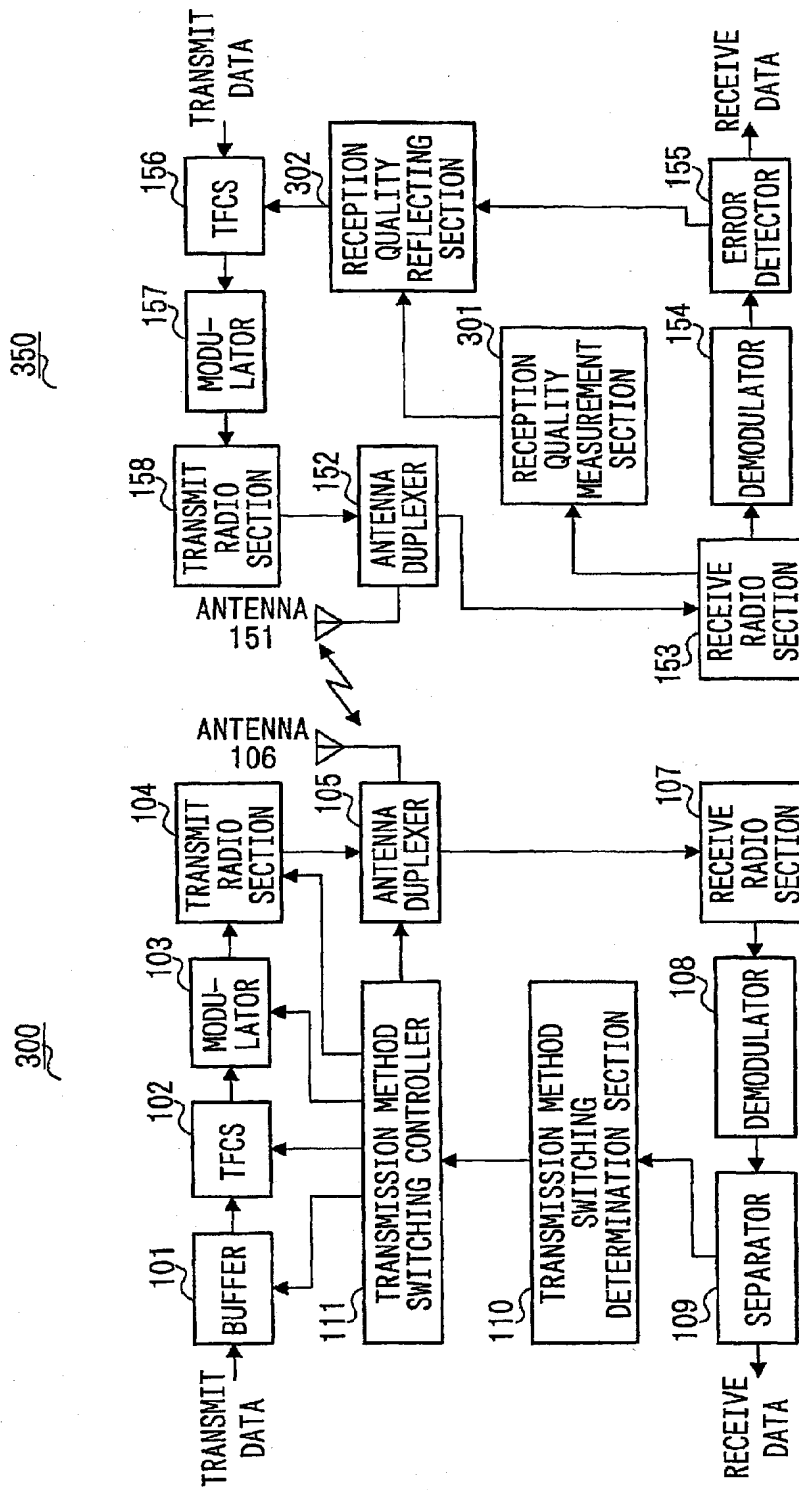 300
TRANSMIT
DATA
101
BUFFER
102
TFCS
103
MODU-
LATOR
104
TRANSMIT
RADIO
SECTION
111
TRANSMISSION METHOD
SWITCHING CONTROLLER
105
ANTENNA
DUPLEXER
ANTENNA
106
110
TRANSMISSION METHOD
SWITCHING
DETERMINATION SECTION
RECEIVE
DATA
109
SEPARATOR
108
DEMODULATOR
107
RECEIVE
RADIO
SECTION
350
ANTENNA
151
158
TRANSMIT
RADIO
SECTION
157
MODU-
LATOR
156
TFCS
TRANSMIT
DATA
152
ANTENNA
DUPLEXER
302
RECEPTION
QUALITY
REFLECTING
SECTION
301
RECEPTION
QUALITY
MEASUREMENT
SECTION
153
RECEIVE
RADIO
SECTION
154
DEMODULATOR
155
ERROR
DETECTOR
RECEIVE
DATA